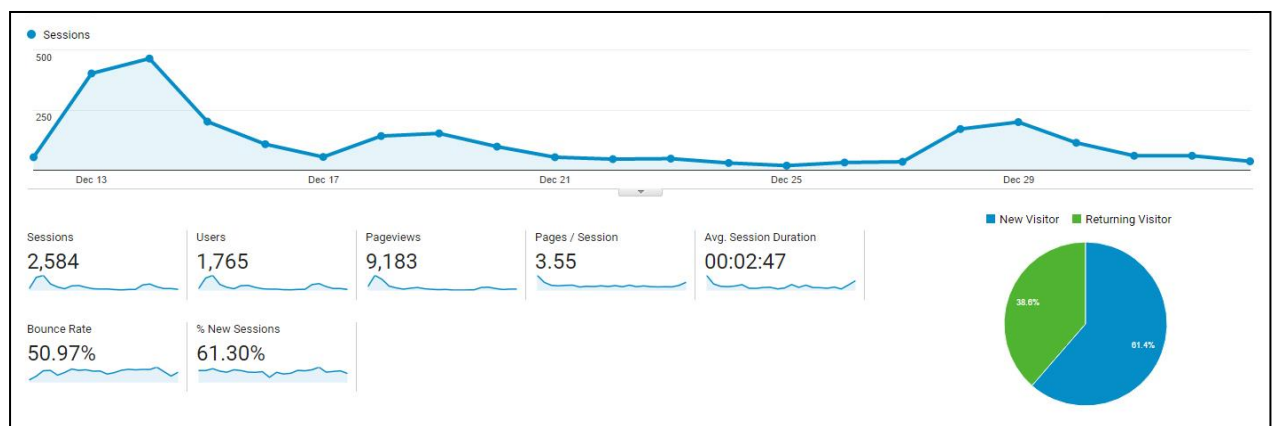 Sessions
500
250
Dec 13 Dec 17 Dec 21 Dec 25 Dec 29
New Visitor Returning Visitor
Sessions Users Pageviews Pages / Session Avg. Session Duration
2,584 1,765 9,183 3.55 00:02:47
38.6%
61.4%
Bounce Rate % New Sessions
50.97% 61.30%